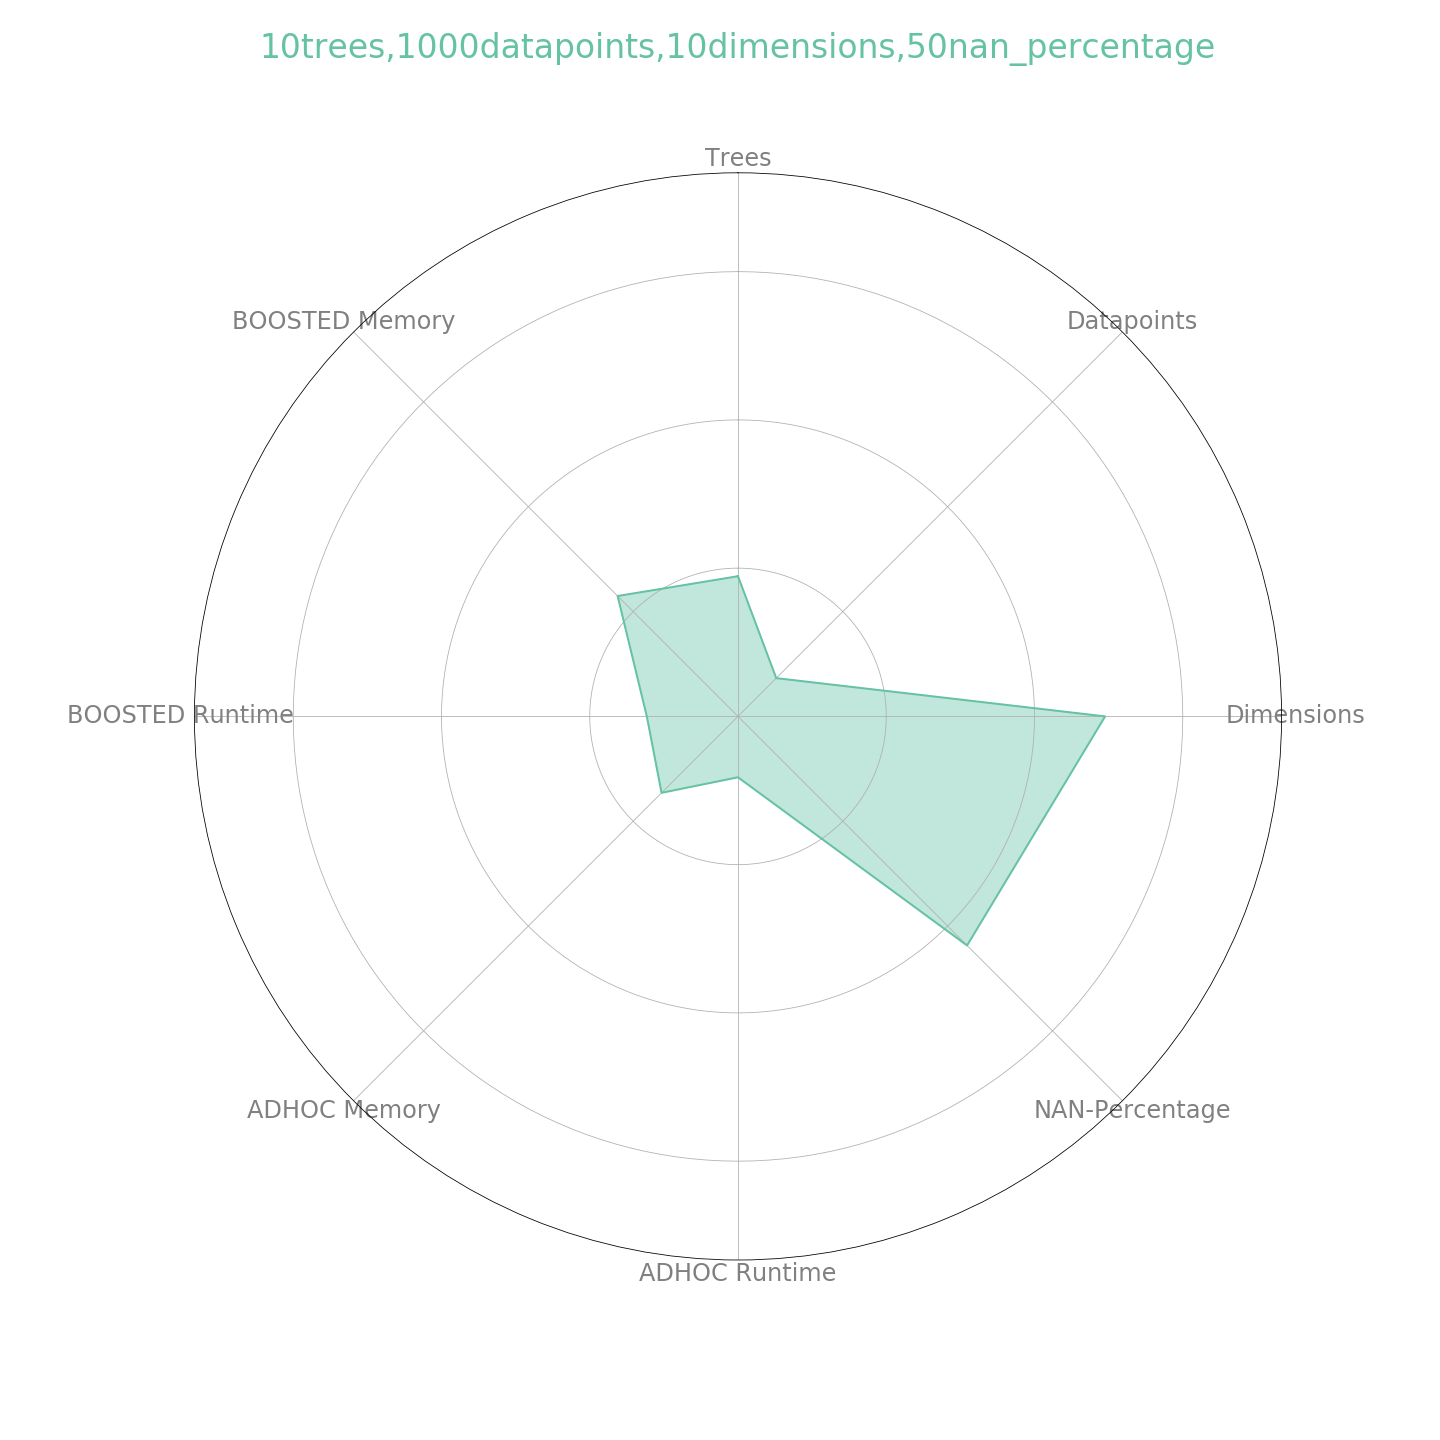 10trees,1000datapoints,10dimensions,50nan_percentage
Trees
BOOSTED Memory
Datapoints
BOOSTED Runtime
Dimensions
ADHOC Memory
NAN-Percentage
ADHOC Runtime